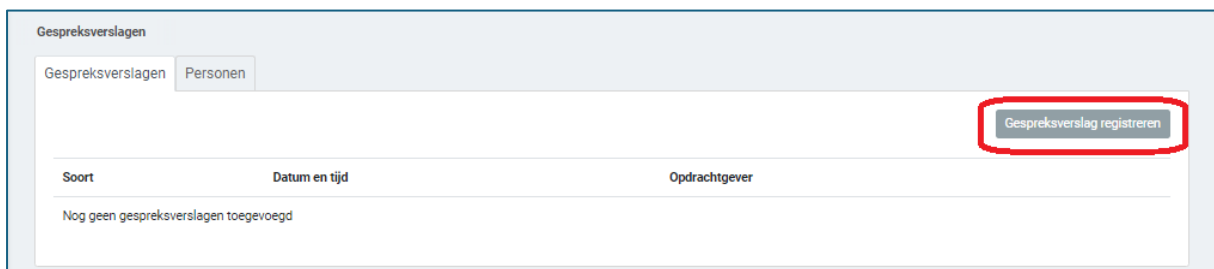 Gespreksverslagen
Gespreksverslagen Personen
Gespreksverslag registreren
Soort Datum en tijd Opdrachtgever
Nog geen gespreksverslagen toegevoegd